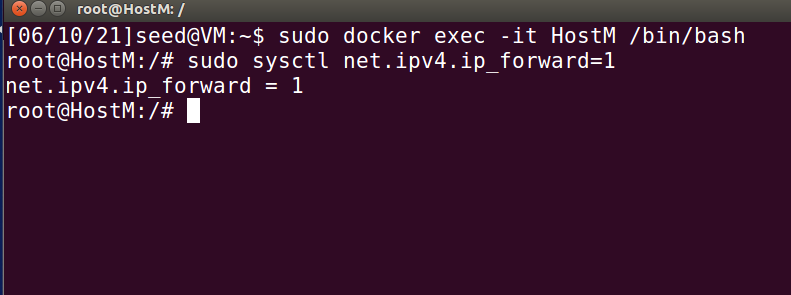 root@HostM: /
[06/10/21]seed@VM:~$ sudo docker exec -it HostM /bin/bash
root@HostM:/# sudo sysctl net.ipv4.ip_forward=1
net.ipv4.ip_forward = 1
root@HostM:/#